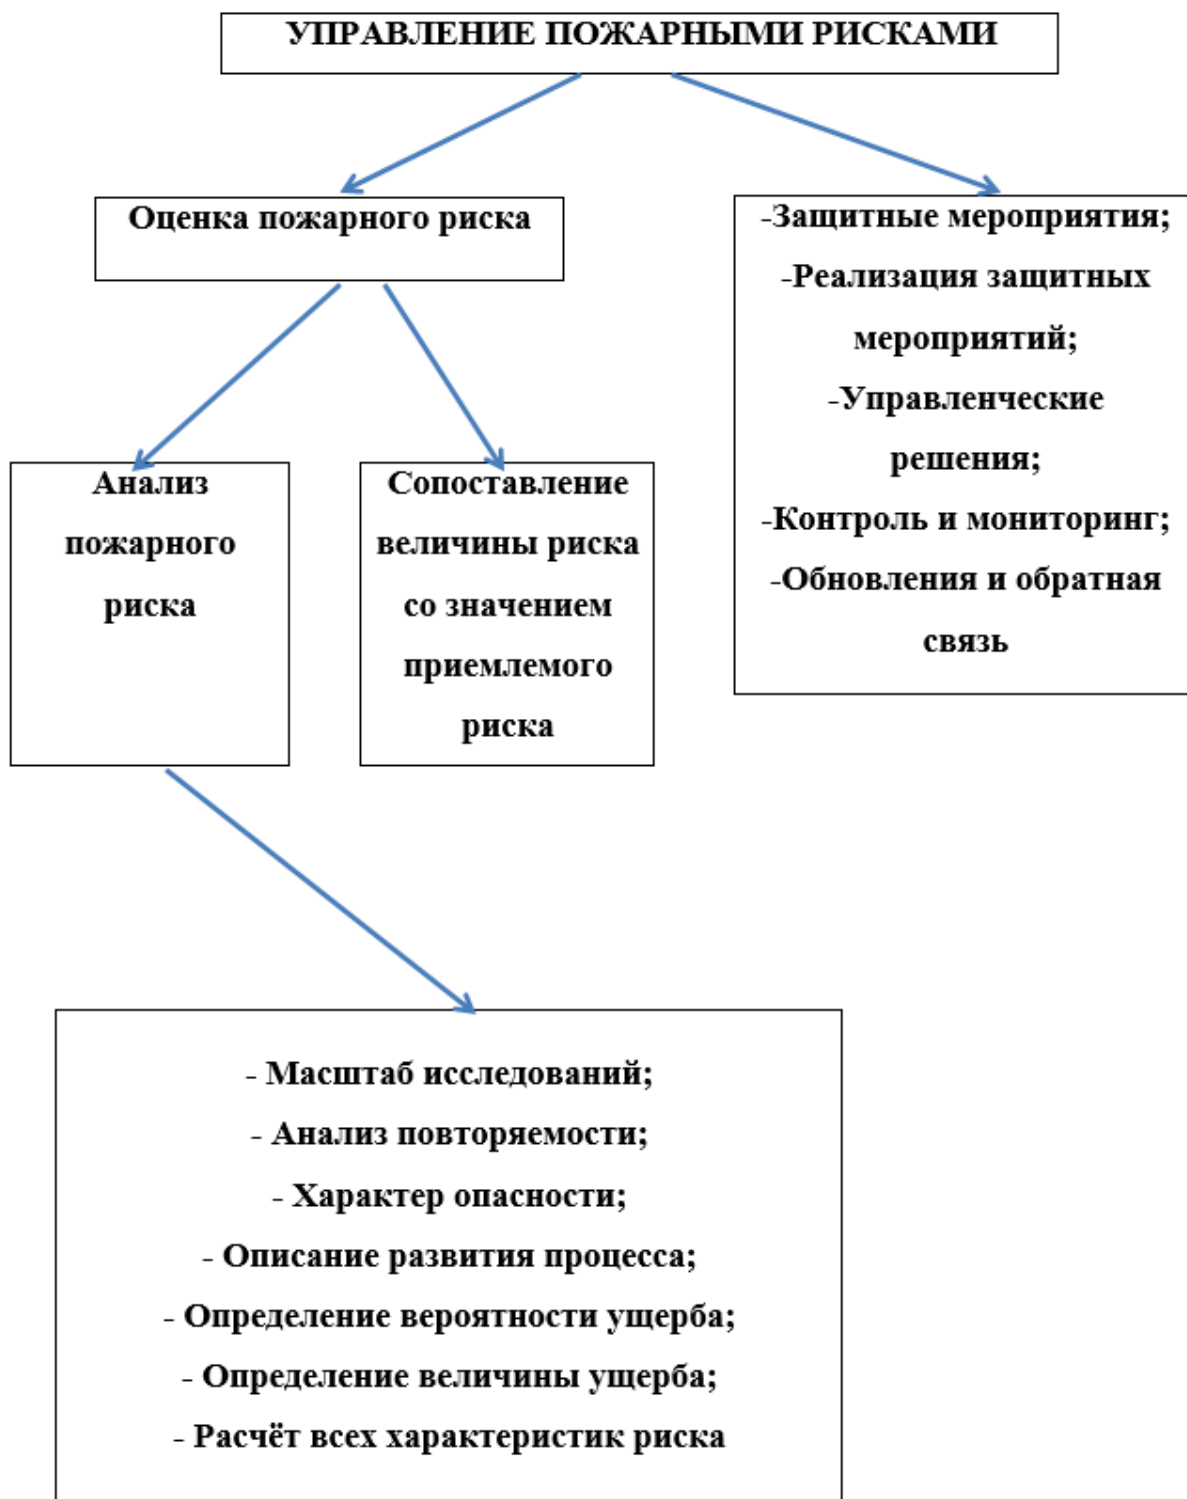 УПРАВЛЕНИЕ ПОЖАРНЫМИ РИСКАМИ
Оценка пожарного риска
-Защитные мероприятия;
-Реализация защитных
мероприятий;
-Управленческие
решения;
-Контроль и мониторинг;
-Обновления и обратная
связь
Анализ
пожарного
риска
Сопоставление
величины риска
со значением
приемлемого
риска
- Масштаб исследований;
- Анализ повторяемости;
- Характер опасности;
- Описание развития процесса;
- Определение вероятности ущерба;
- Определение величины ущерба;
- Расчёт всех характеристик риска